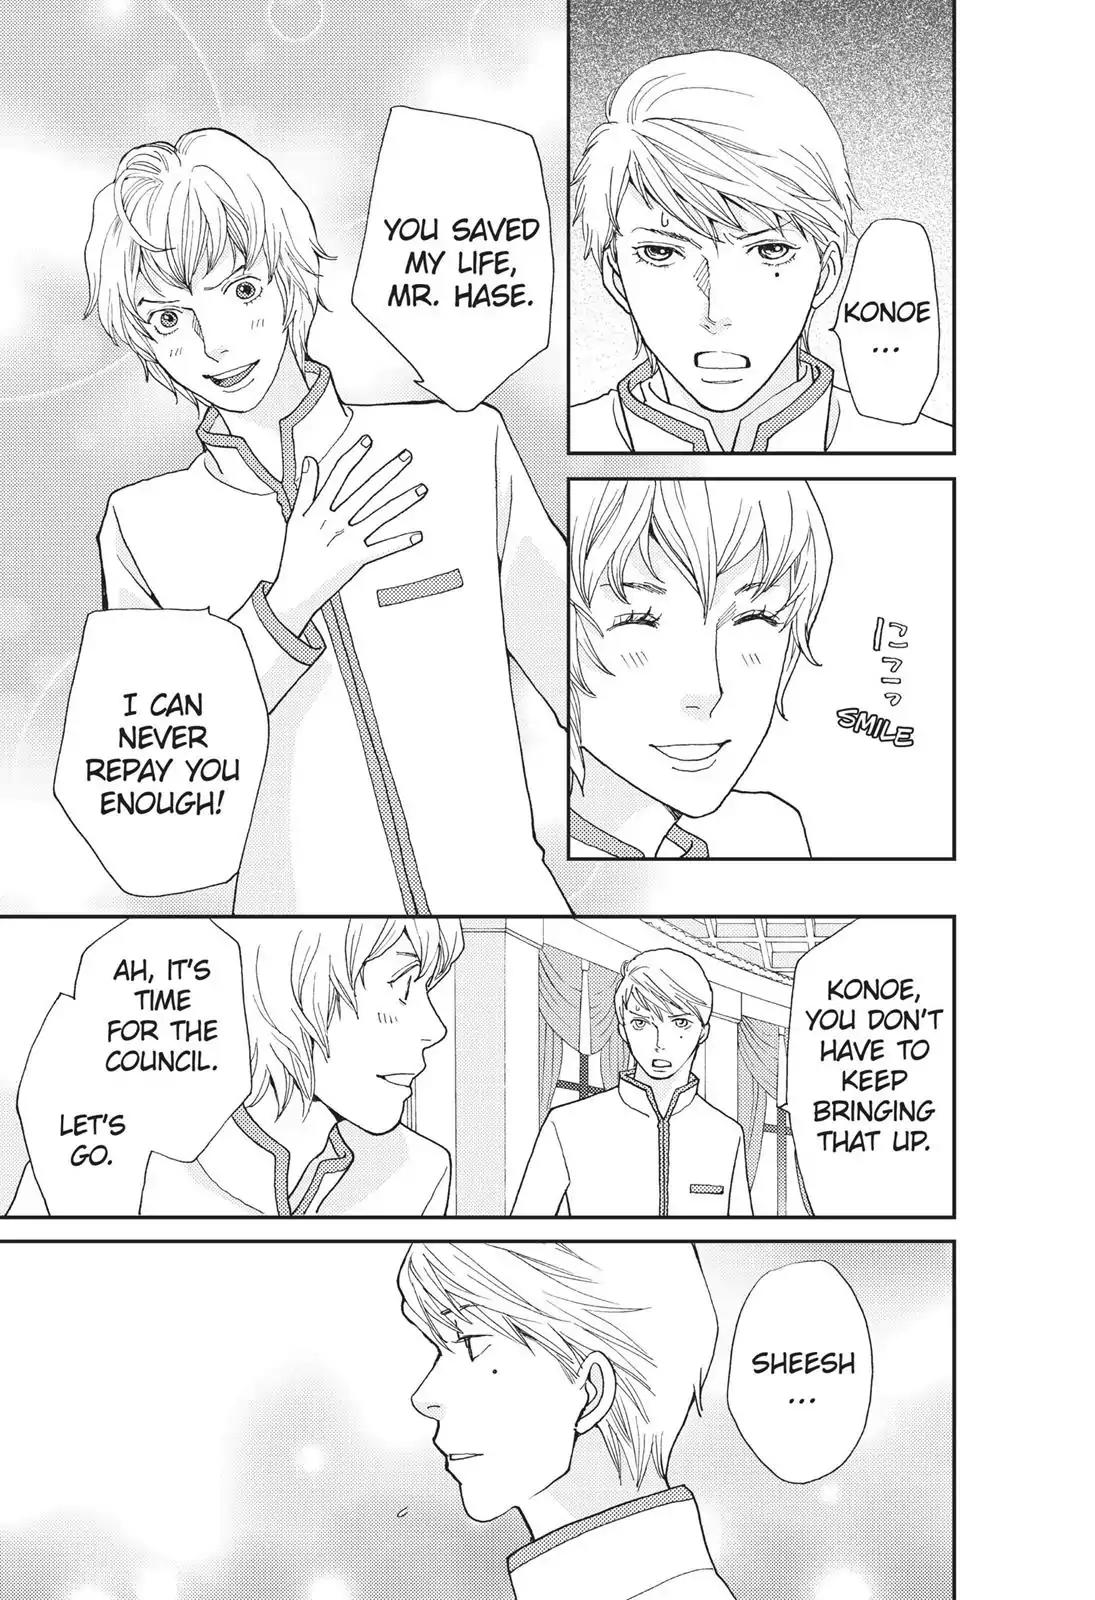 KONOE
...
にこっ
SMILE
YOU SAVED
MY LIFE,
MR. HASE.
I CAN
NEVER
REPAY YOU
ENOUGH!
KONOE,
YOU DON'T
HAVE TO
KEEP
BRINGING
THAT UP.
AH, IT'S
TIME
FOR THE
COUNCIL.
LET'S
GO.
SHEESH
...